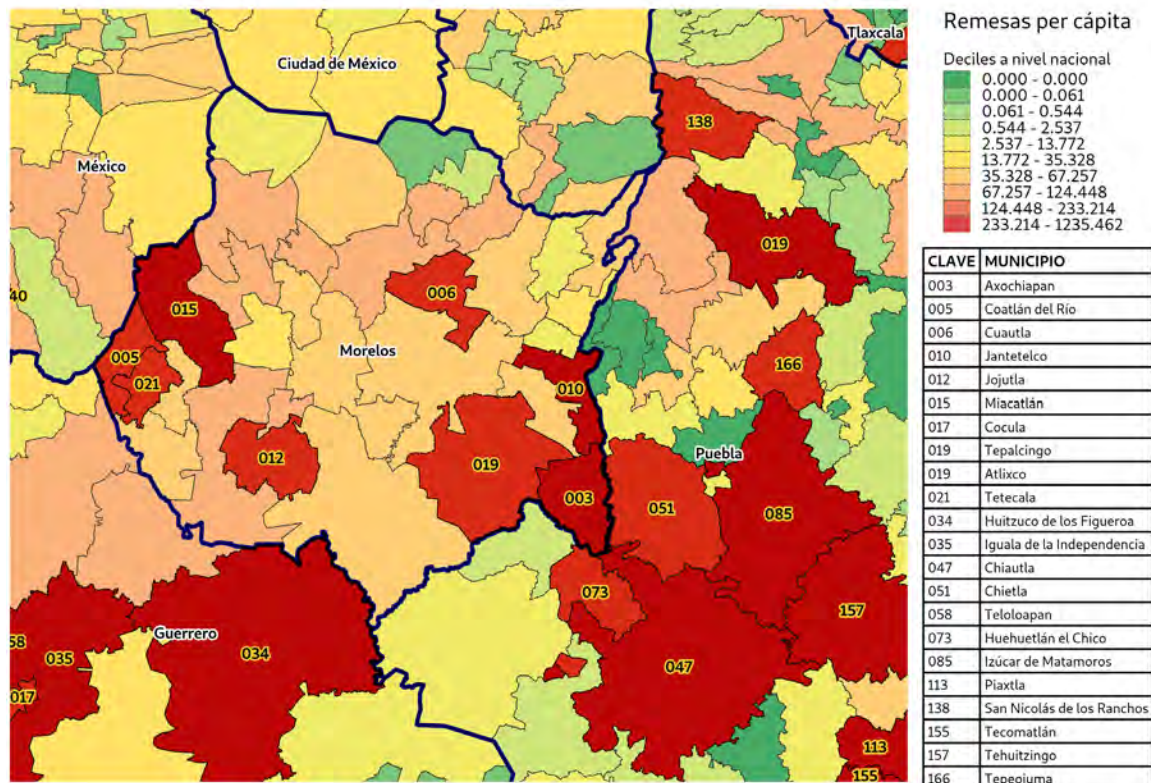 Remesas per cápita
Deciles a nivel nacional
0.000 - 0.000
0.000 - 0.061
0.061 - 0.544
0.544 - 2.537
2.537 - 13.772
13.772 - 35.328
35.328 - 67.257
67.257 - 124.448
124.448 - 233.214
233.214 - 1235.462
CLAVE MUNICIPIO
003 Axochiapan
005 Coatlán del Río
006 Cuautla
010 Jantetelco
012 Jojutla
015 Miacatlán
017 Cocula
019 Tepalcingo
019 Atlixco
021 Tetecala
034 Huitzuco de los Figueroa
035 Iguala de la Independencia
047 Chiautla
051 Chietla
058 Teloloapan
073 Huehuetlán el Chico
085 Izúcar de Matamoros
113 Piaxtla
138 San Nicolás de los Ranchos
155 Tecomatlán
157 Tehuitzingo
166 Tepeojuma
Tlaxcala
Ciudad de México
138
México
019
40
006
015
Morelos
005
166
021
010
Puebla
012
019
003
051
085
073
157
Guerrero
58
035
034
047
017
113
155